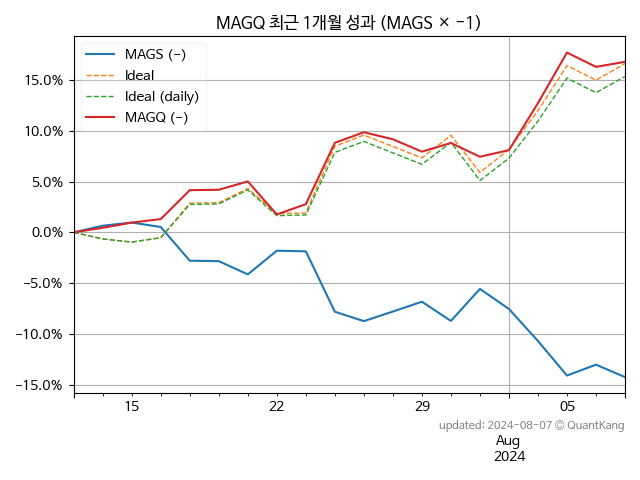 MAGQ 최근 1개월 성과 (MAGS × −1)
MAGS (-)
Ideal
Ideal (daily)
MAGQ (-)
15.0%
10.0%
5.0%
0.0%
−5.0%
−10.0%
−15.0%
15
22
29
05
updated: 2024-08-07 © QuantKang
Aug
2024